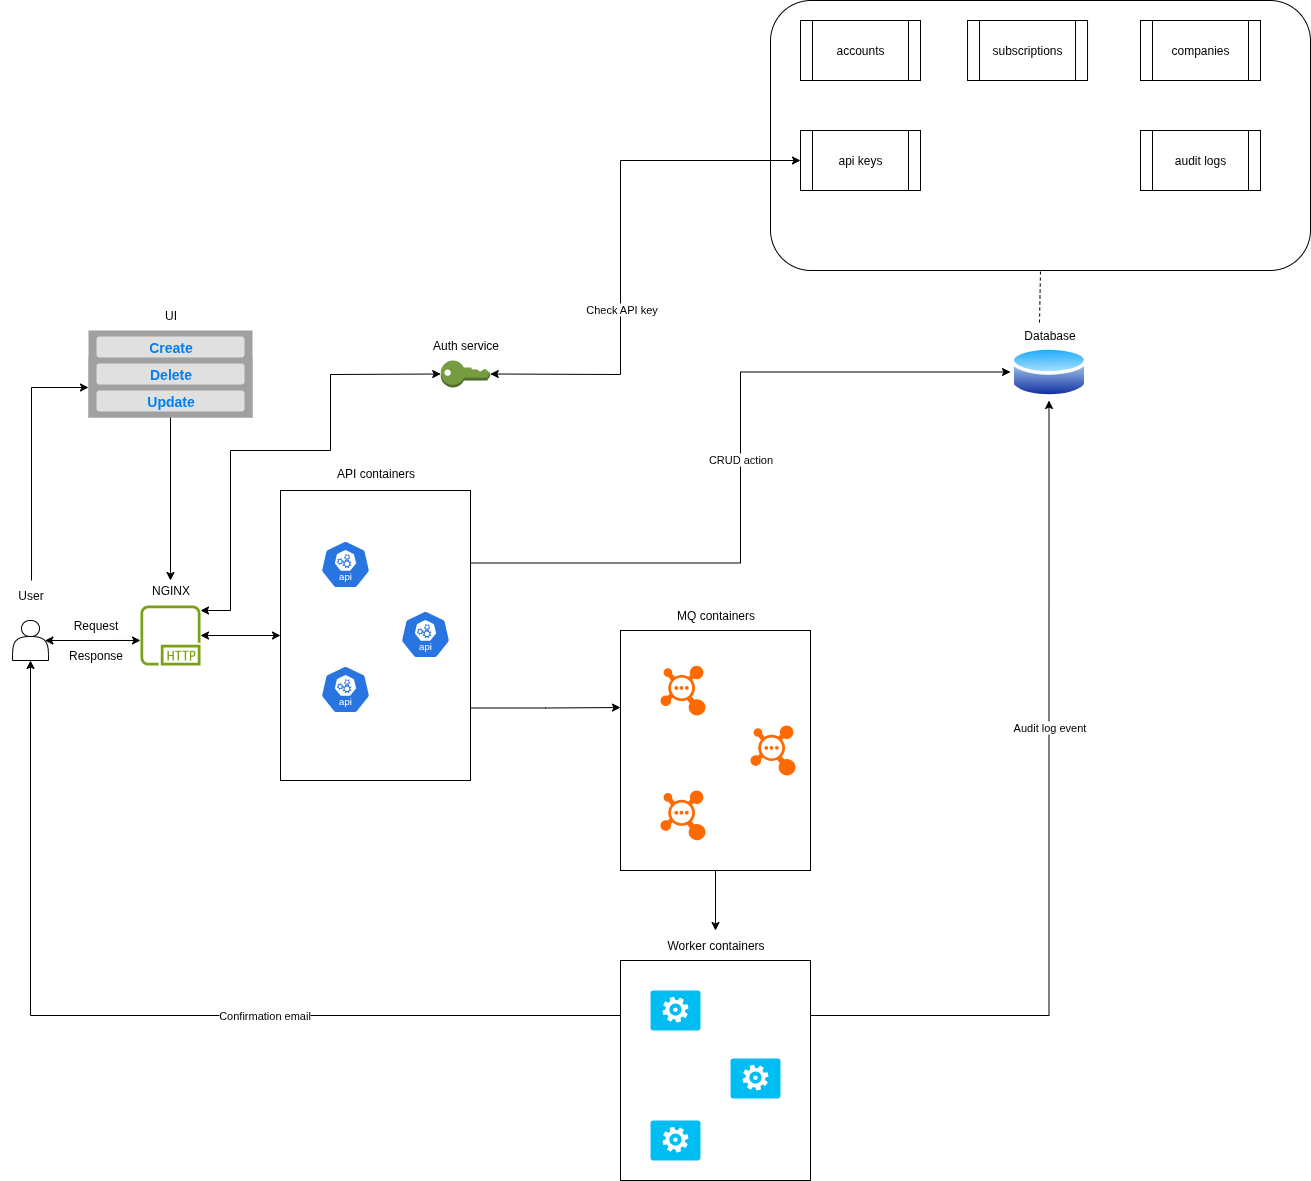 accounts
subscriptions
companies
api keys
audit logs
Check API key
UI
Create
Delete
Update
Auth service
Database
CRUD action
API containers
api
api
api
User
NGINX
Request
Response
HTTP
MQ containers
Audit log event
Worker containers
Confirmation email